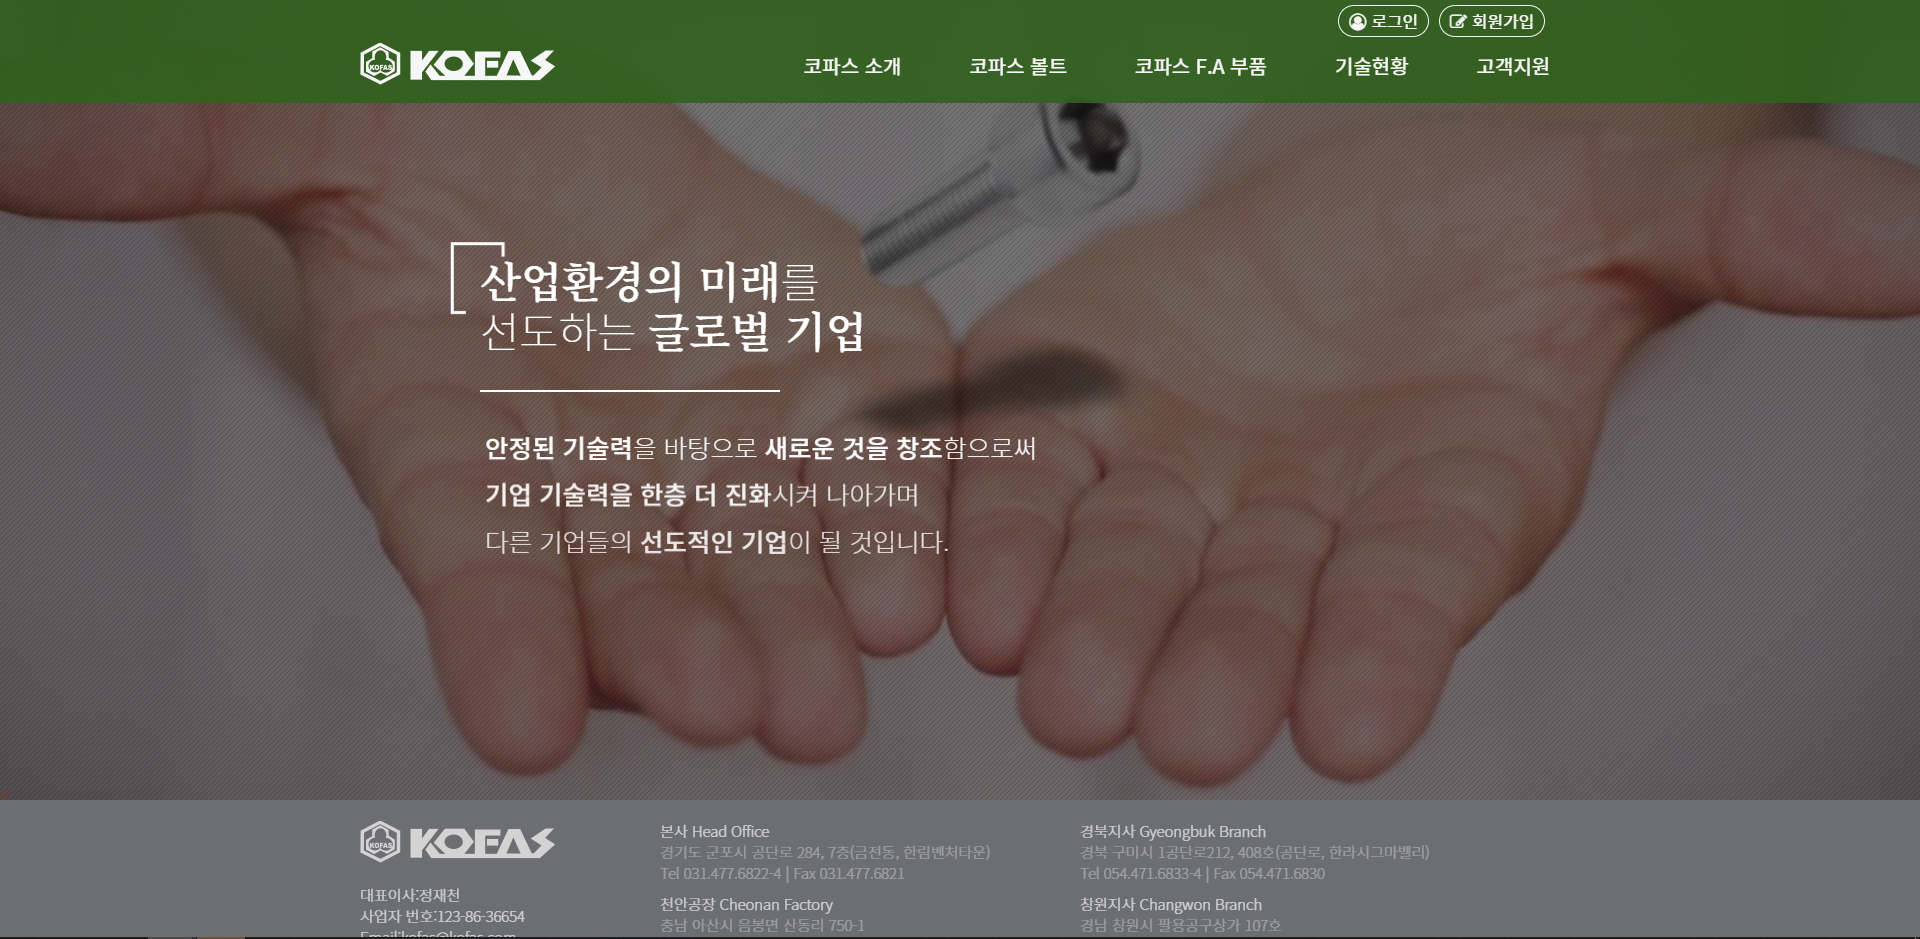 로그인
회원가입
KOFAS KOFAS
코파스 소개
코파스 볼트
코파스 F.A 부품
기술현황
고객지원
산업환경의 미래를
선도하는 글로벌 기업
안정된 기술력을 바탕으로 새로운 것을 창조함으로써
기업 기술력을 한층 더 진화시켜 나아가며
다른 기업들의 선도적인 기업이 될 것입니다.
KOFAS KOFAS
대표이사:정재천
사업자 번호:123-86-36654
Email:kofas@kofas.com
본사 Head Office
경기도 군포시 공단로 284, 7층(금전동, 한림벤처타운)
Tel 031.477.6822-4 | Fax 031.477.6821
천안공장 Cheonan Factory
충남 아산시 음봉면 산동리 750-1
경북지사 Gyeongbuk Branch
경북 구미시 1공단로212, 408호(공단로, 한라시그마벨리)
Tel 054.471.6833-4 | Fax 054.471.6830
창원지사 Changwon Branch
경남 창원시 팔용공구상가 107호